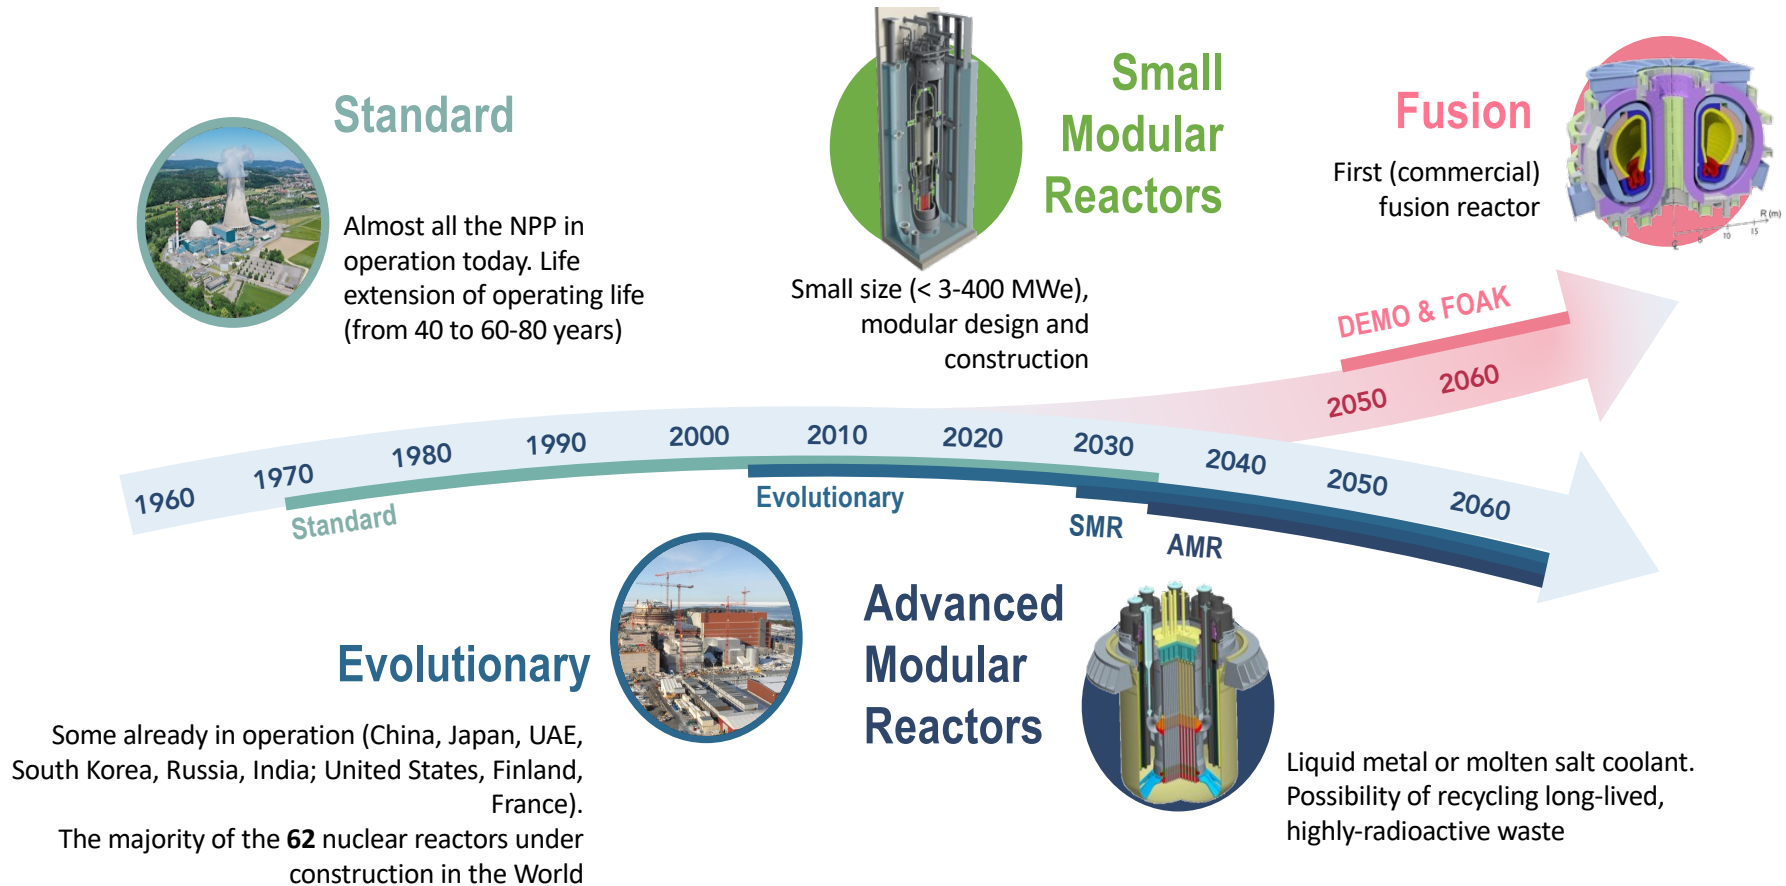 Standard
Almost all the NPP in
operation today. Life
extension of operating life
(from 40 to 60-80 years)
Small
Modular
Reactors
Small size (< 3-400 MWe),
modular design and
construction
Fusion
First (commercial)
fusion reactor
R (m)
5
10
15
DEMO & FOAK
2050
2060
1960
1970
1980
1990
2000
2010
2020
2030
2040
2050
2060
Standard
Evolutionary
SMR
AMR
Evolutionary
Some already in operation (China, Japan, UAE,
South Korea, Russia, India; United States, Finland,
France).
The majority of the 62 nuclear reactors under
construction in the World
Advanced
Modular
Reactors
Liquid metal or molten salt coolant.
Possibility of recycling long-lived,
highly-radioactive waste